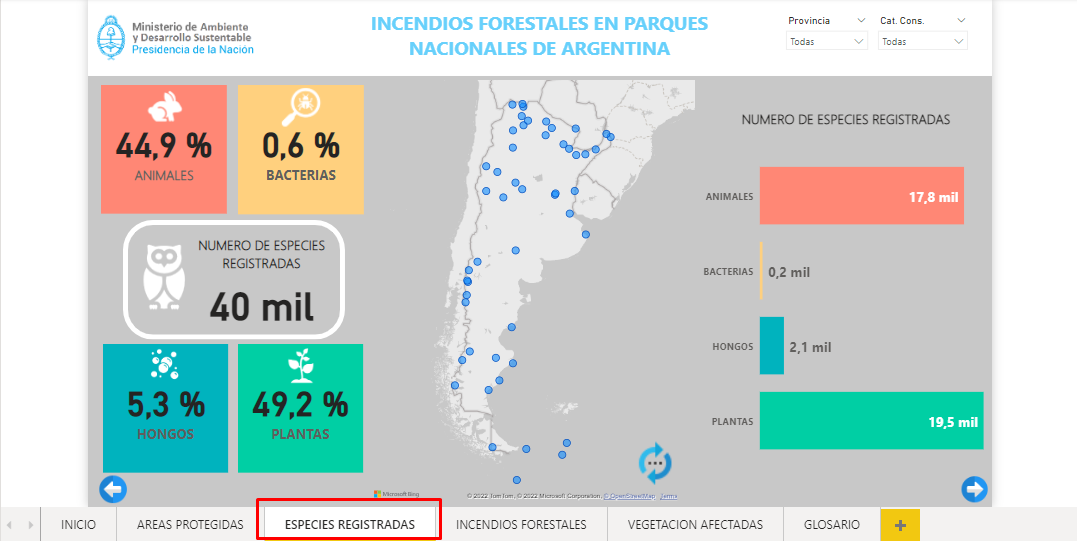 Ministerio de Ambiente
y Desarrollo Sustentable
Presidencia de la Nación
INCENDIOS FORESTALES EN PARQUES
NACIONALES DE ARGENTINA
Provincia
Todas
Cat. Cons.
Todas
44,9 %
ANIMALES
0,6 %
BACTERIAS
NUMERO DE ESPECIES
REGISTRADAS
40 mil
5,3 %
HONGOS
49,2 %
PLANTAS
Microsoft Bing
© 2022 TomTom, © 2022 Microsoft Corporation, © OpenStreetMap Terms
NUMERO DE ESPECIES REGISTRADAS
ANIMALES 17,8 mil
BACTERIAS 0,2 mil
HONGOS 2,1 mil
PLANTAS 19,5 mil
INICIO AREAS PROTEGIDAS ESPECIES REGISTRADAS INCENDIOS FORESTALES VEGETACION AFECTADAS GLOSARIO +